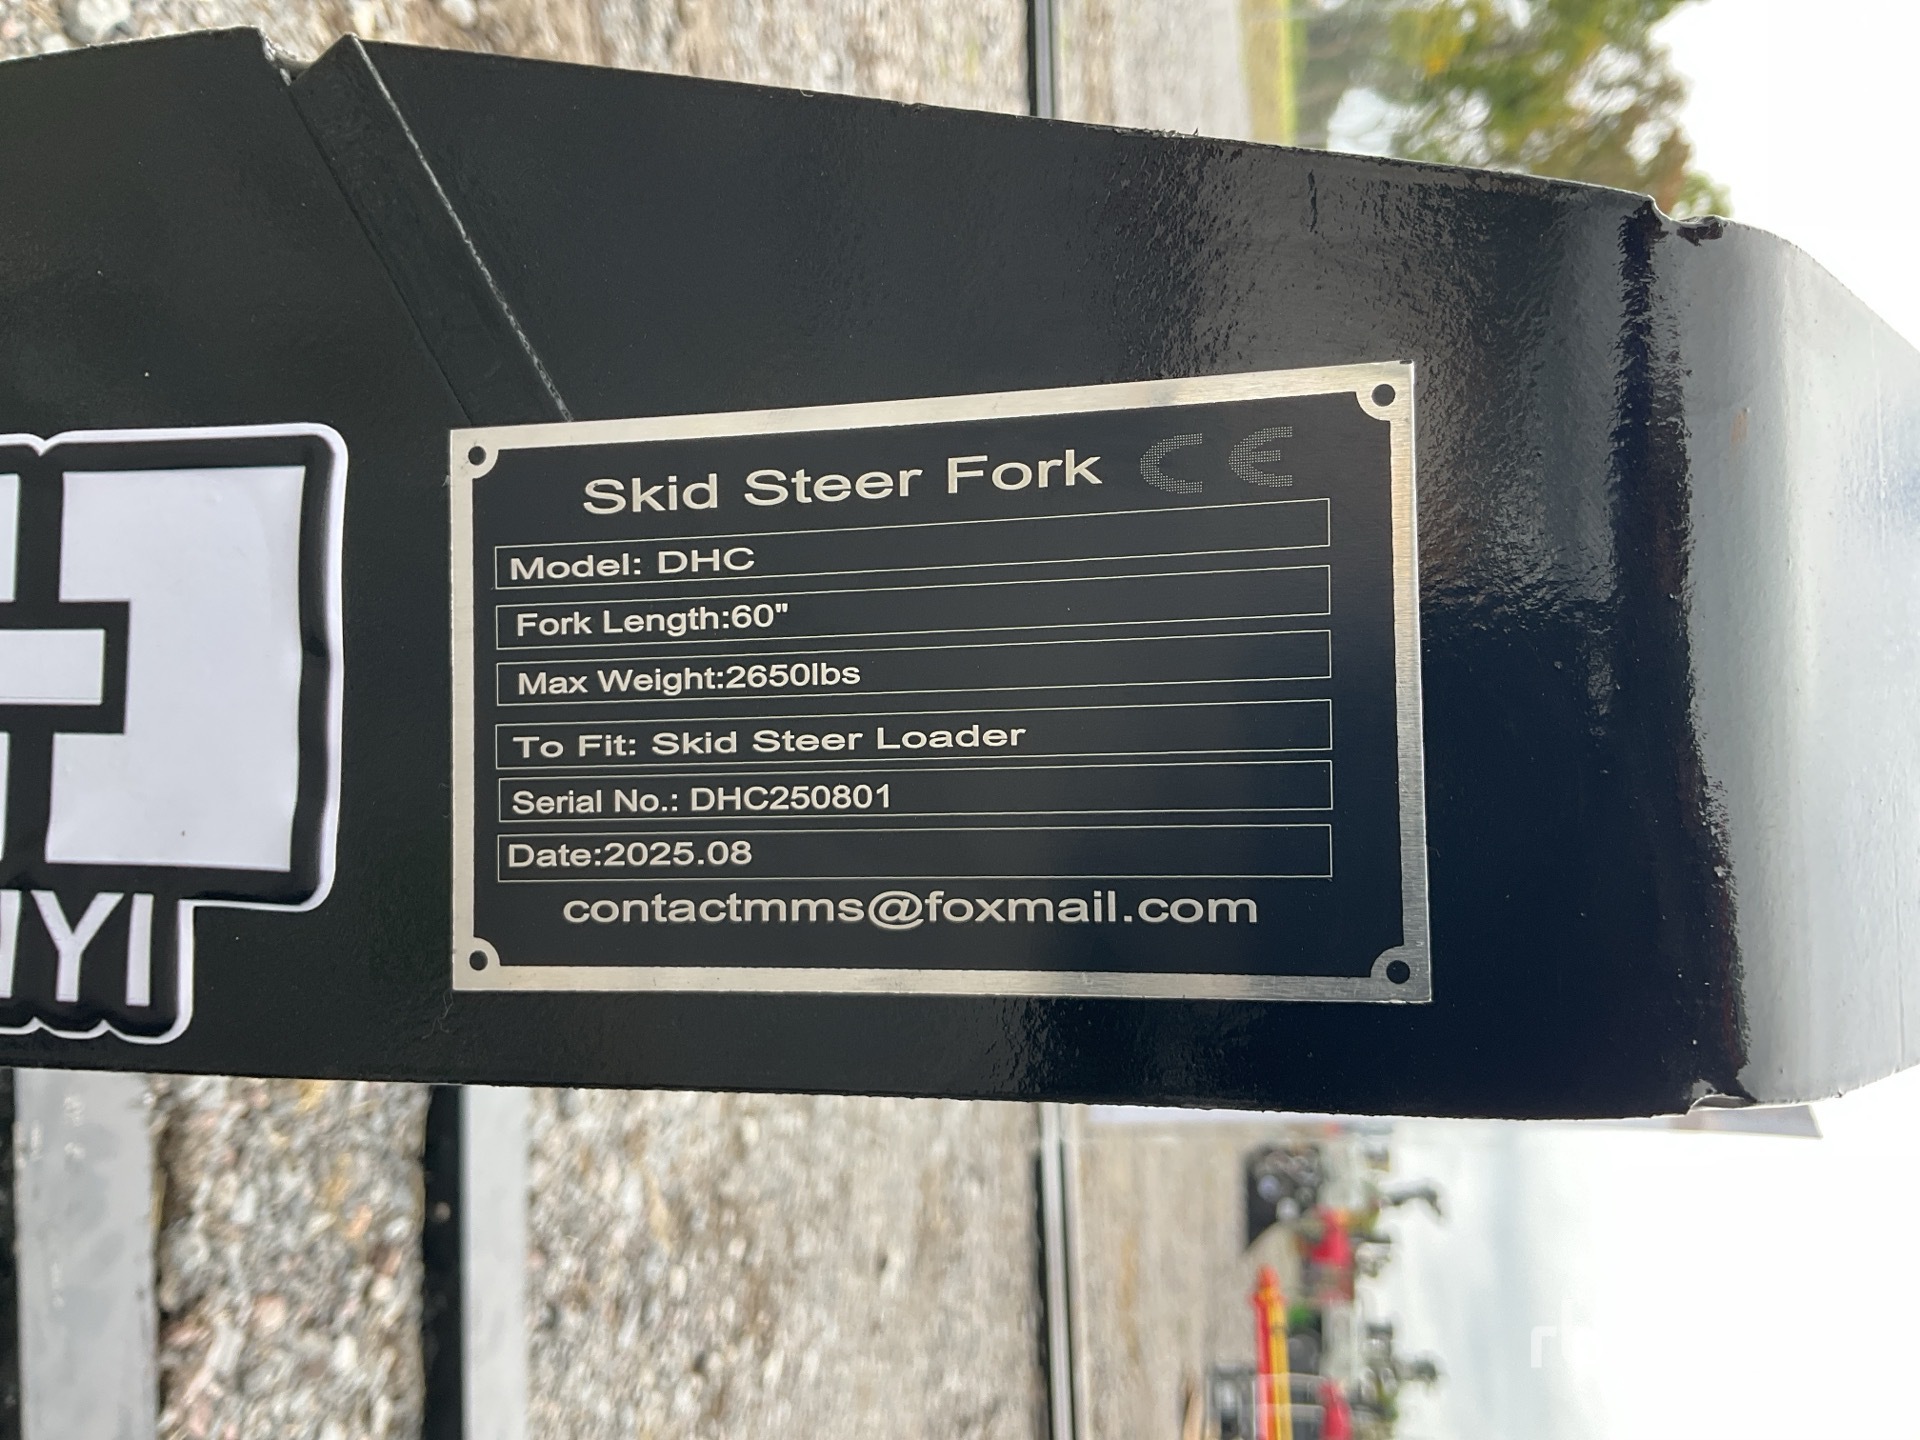 Skid Steer Fork CE
Model: DHC
Fork Length:60"
Max Weight:2650lbs
To Fit: Skid Steer Loader
Serial No.: DHC250801
Date:2025.08
contactmms@foxmail.com
YI